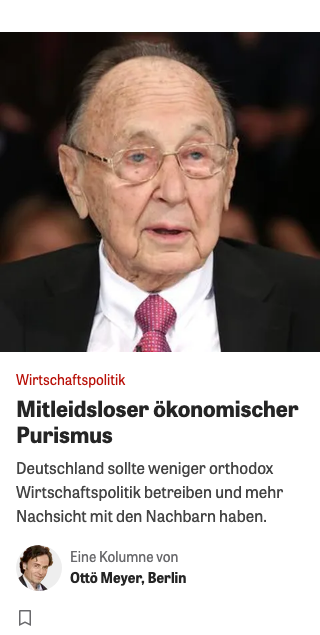 Wirtschaftspolitik
Mitleidsloser ökonomischer
Purismus
Deutschland sollte weniger orthodox
Wirtschaftspolitik betreiben und mehr
Nachsicht mit den Nachbarn haben.
Eine Kolumne von
Ottö Meyer, Berlin